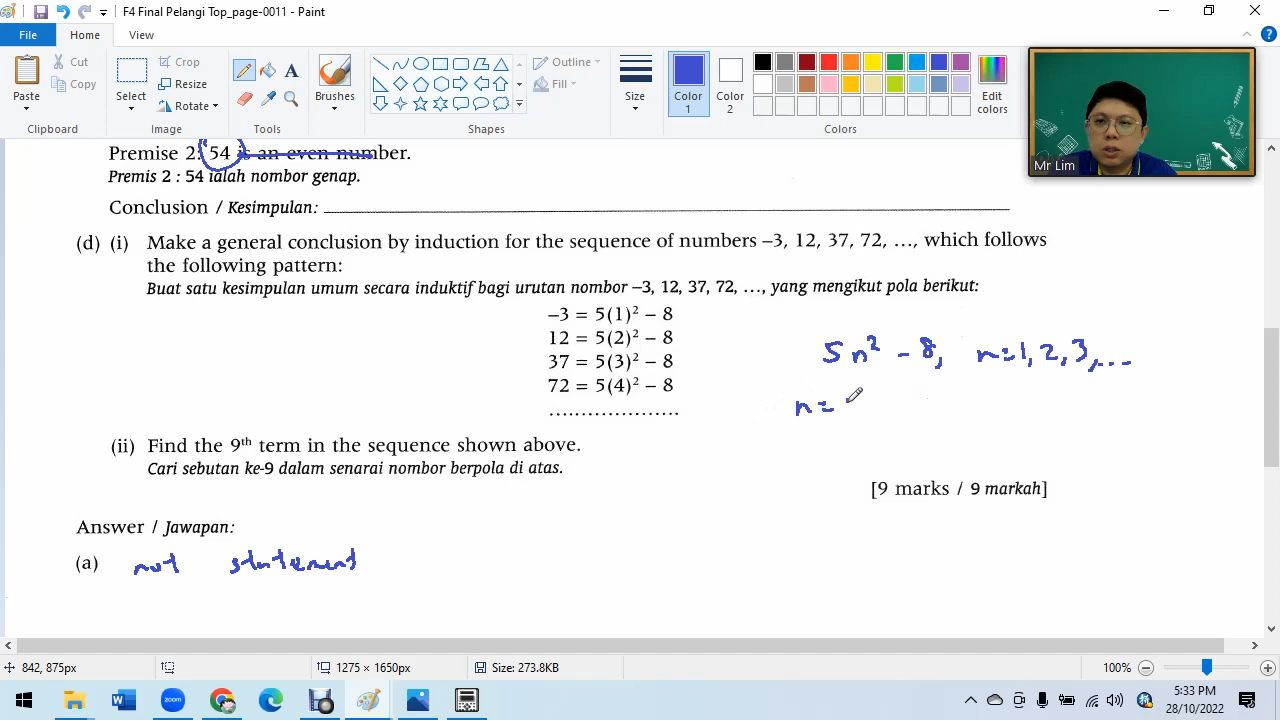 F4 Final Pelangi Top_page-0011 - Paint
File Home View
Paste Cut Copy Clipboard
Select Crop Resize Rotate Image
Tools
Brushes
Shapes Outline Fill
Size
Color 1 Color 2 Edit colors Colors
Mr Lim
Premise 2: 54 is an even number.
Premis 2 : 54 ialah nombor genap.
Conclusion / Kesimpulan:
(d) (i) Make a general conclusion by induction for the sequence of numbers –3, 12, 37, 72, …, which follows
the following pattern:
Buat satu kesimpulan umum secara induktif bagi urutan nombor –3, 12, 37, 72, …, yang mengikut pola berikut:
–3 = 5(1)² – 8
12 = 5(2)² – 8
37 = 5(3)² – 8
72 = 5(4)² – 8
........................
5n² - 8, n=1, 2, 3, ...
n=
(ii) Find the 9th term in the sequence shown above.
Cari sebutan ke-9 dalam senarai nombor berpola di atas.
[9 marks / 9 markah]
Answer / Jawapan:
(a) not statement
842, 875px 1275 × 1650px Size: 273.8KB 100%
zoom 5:33 PM
28/10/2022